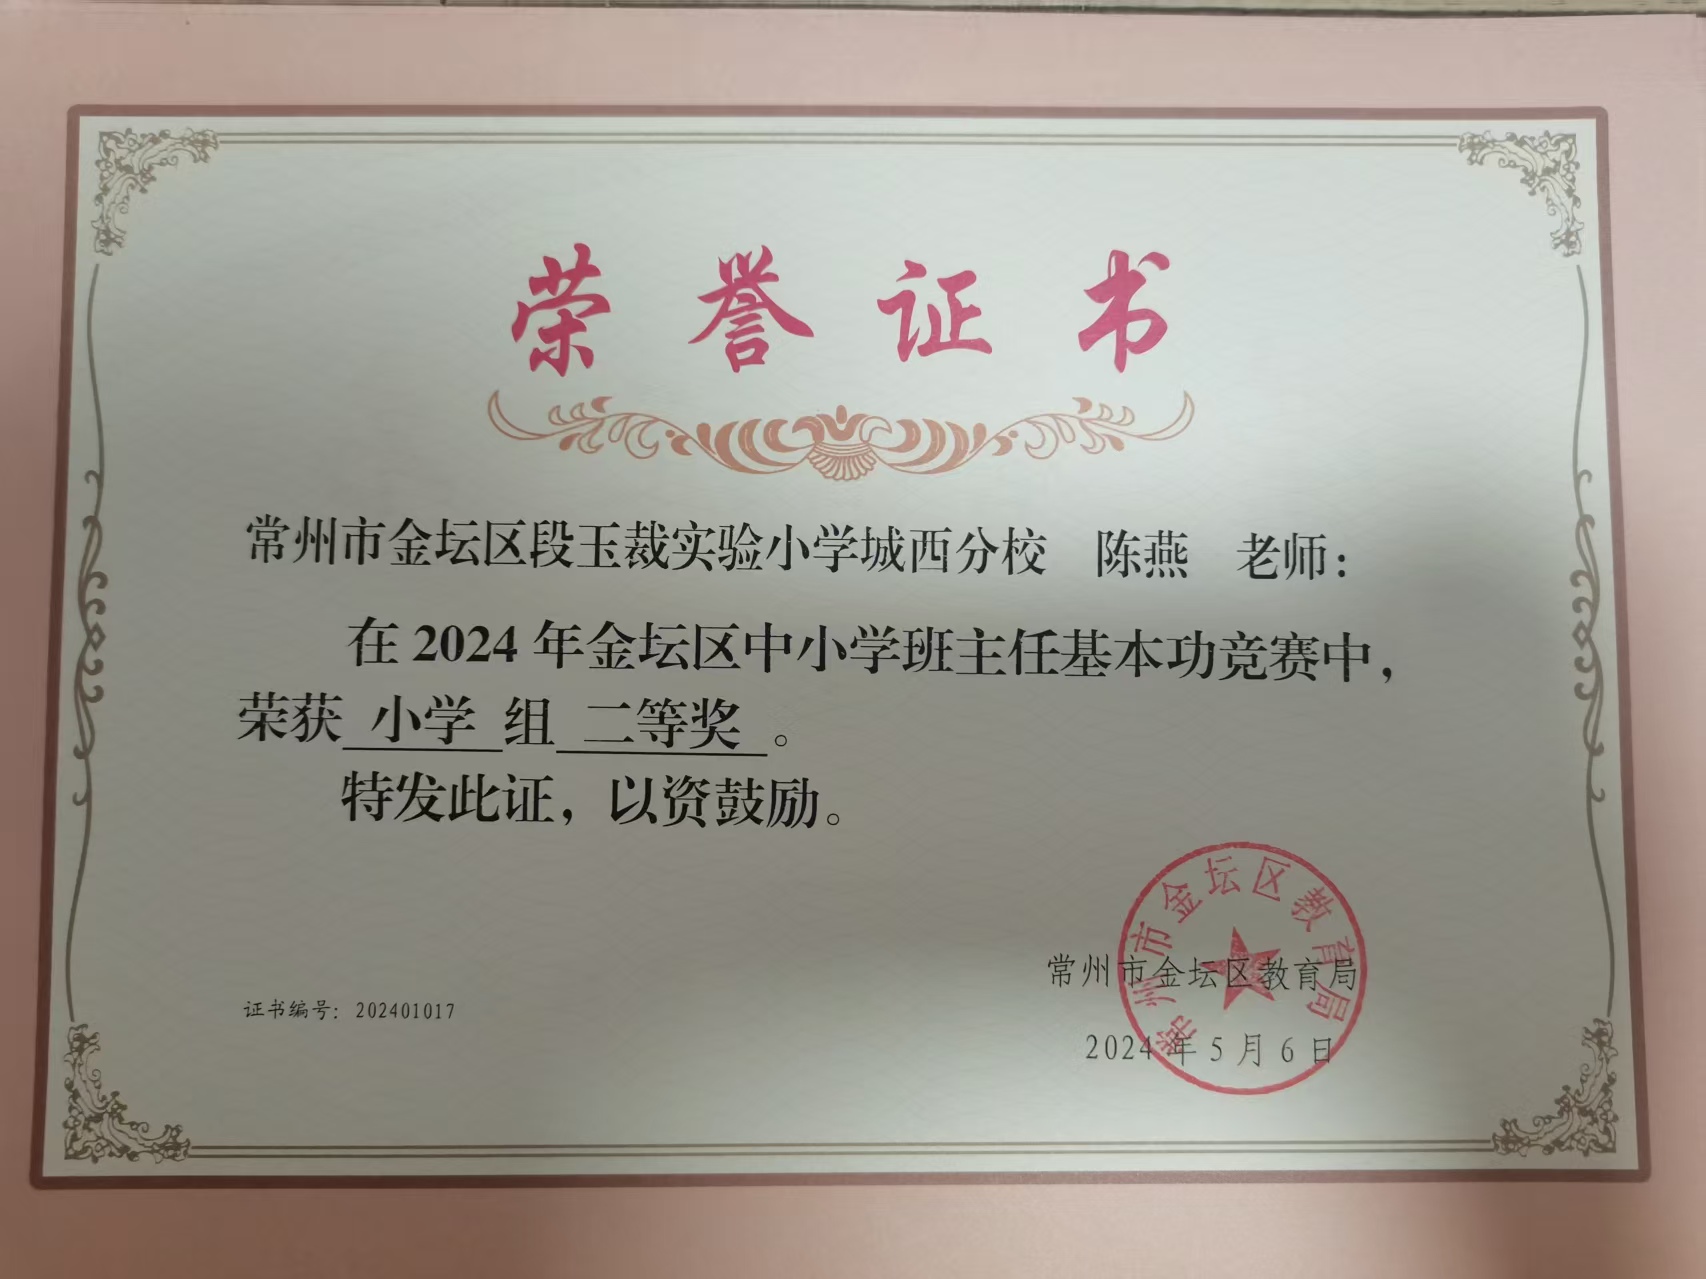 荣誉证书
常州市金坛区段玉裁实验小学城西分校 陈燕 老师：
在2024年金坛区中小学班主任基本功竞赛中，
荣获 小学 组 二等奖 。
特发此证，以资鼓励。
常州市金坛区教育局
常州市金坛区教育局
证书编号：202401017
2024年5月6日